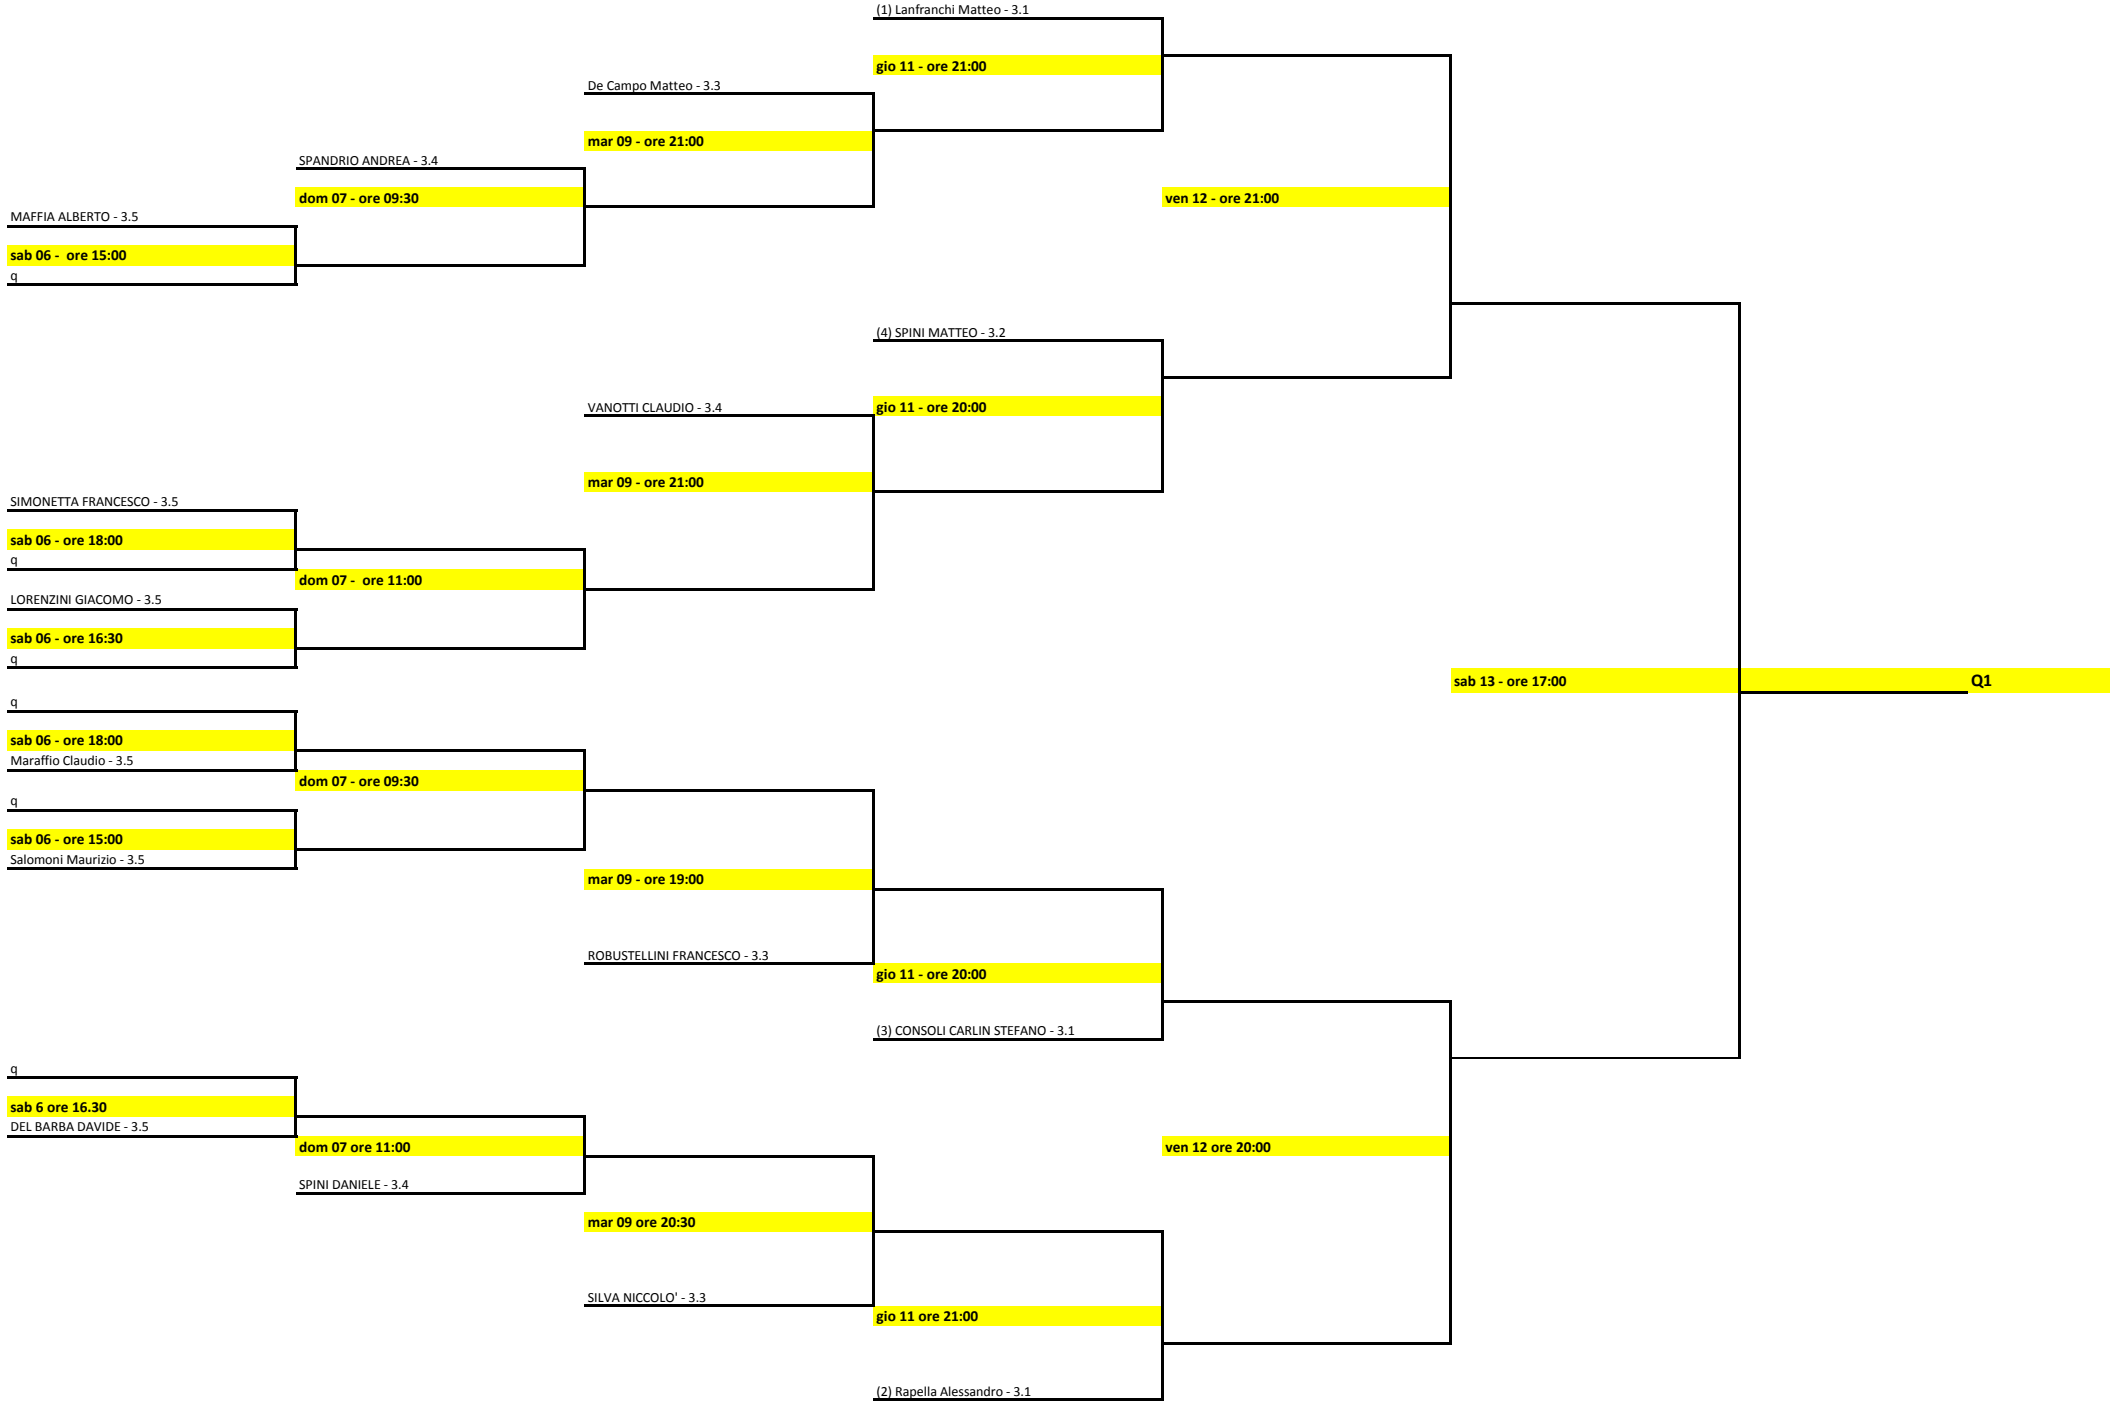 (1) Lanfranchi Matteo - 3.1
gio 11 - ore 21:00
De Campo Matteo - 3.3
mar 09 - ore 21:00
SPANDRIO ANDREA - 3.4
dom 07 - ore 09:30
ven 12 - ore 21:00
MAFFIA ALBERTO - 3.5
sab 06 -  ore 15:00
q
(4) SPINI MATTEO - 3.2
VANOTTI CLAUDIO - 3.4
gio 11 - ore 20:00
mar 09 - ore 21:00
SIMONETTA FRANCESCO - 3.5
sab 06 - ore 18:00
q
dom 07 -  ore 11:00
LORENZINI GIACOMO - 3.5
sab 06 - ore 16:30
q
sab 13 - ore 17:00
Q1
q
sab 06 - ore 18:00
Maraffio Claudio - 3.5
dom 07 - ore 09:30
q
sab 06 - ore 15:00
Salomoni Maurizio - 3.5
mar 09 - ore 19:00
ROBUSTELLINI FRANCESCO - 3.3
gio 11 - ore 20:00
(3) CONSOLI CARLIN STEFANO - 3.1
q
sab 6 ore 16.30
DEL BARBA DAVIDE - 3.5
dom 07 ore 11:00
ven 12 ore 20:00
SPINI DANIELE - 3.4
mar 09 ore 20:30
SILVA NICCOLO' - 3.3
gio 11 ore 21:00
(2) Rapella Alessandro - 3.1